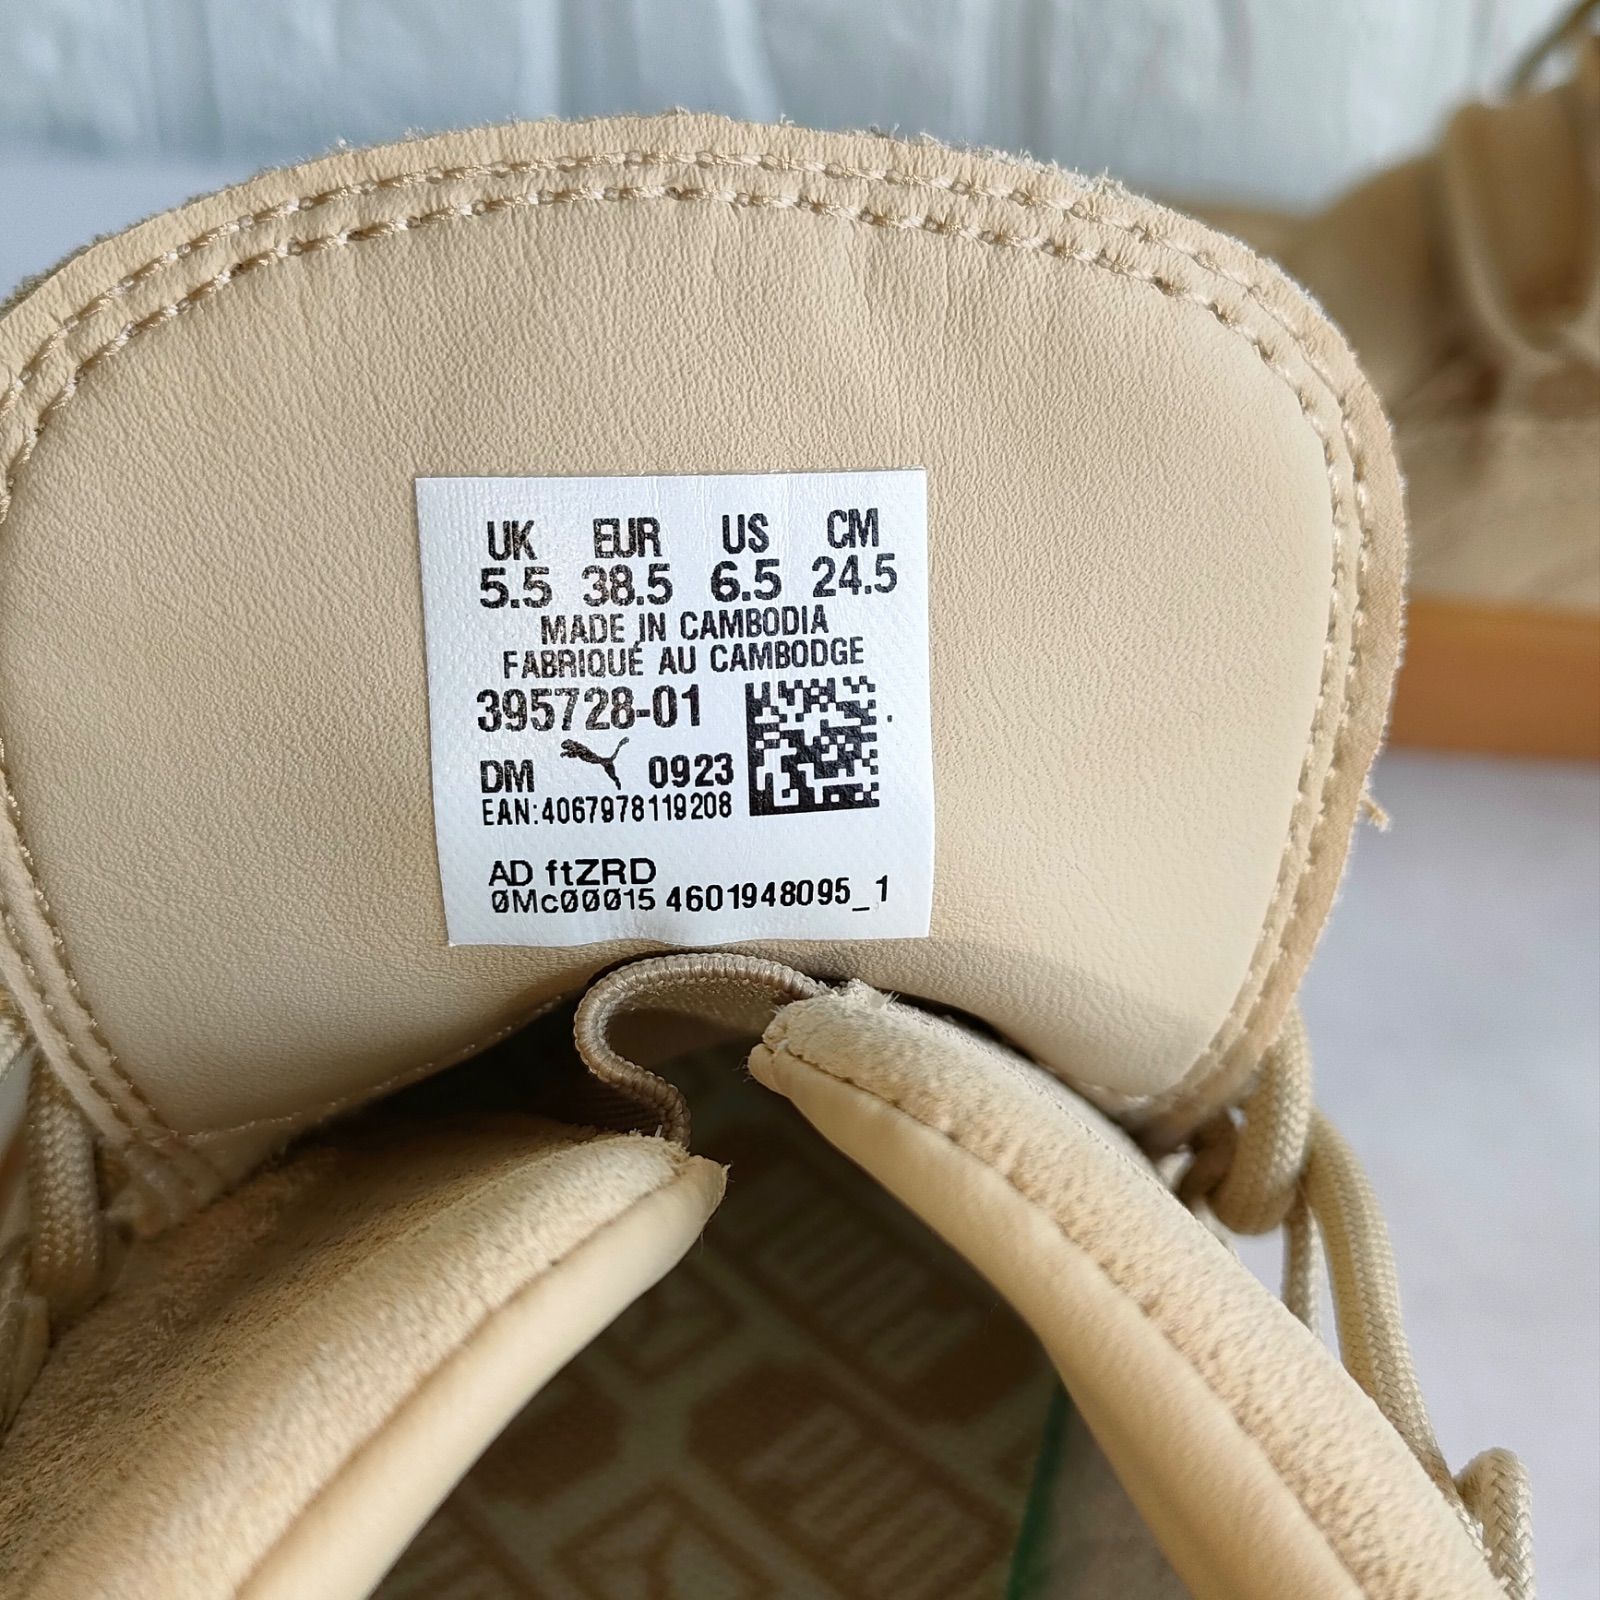 UK EUR US CM
5.5 38.5 6.5 24.5
MADE IN CAMBODIA
FABRIQUÉ AU CAMBODGE
395728-01
DM 0923
EAN:4067978119208
AD ftZRD
0Mc00015 4601948095_1